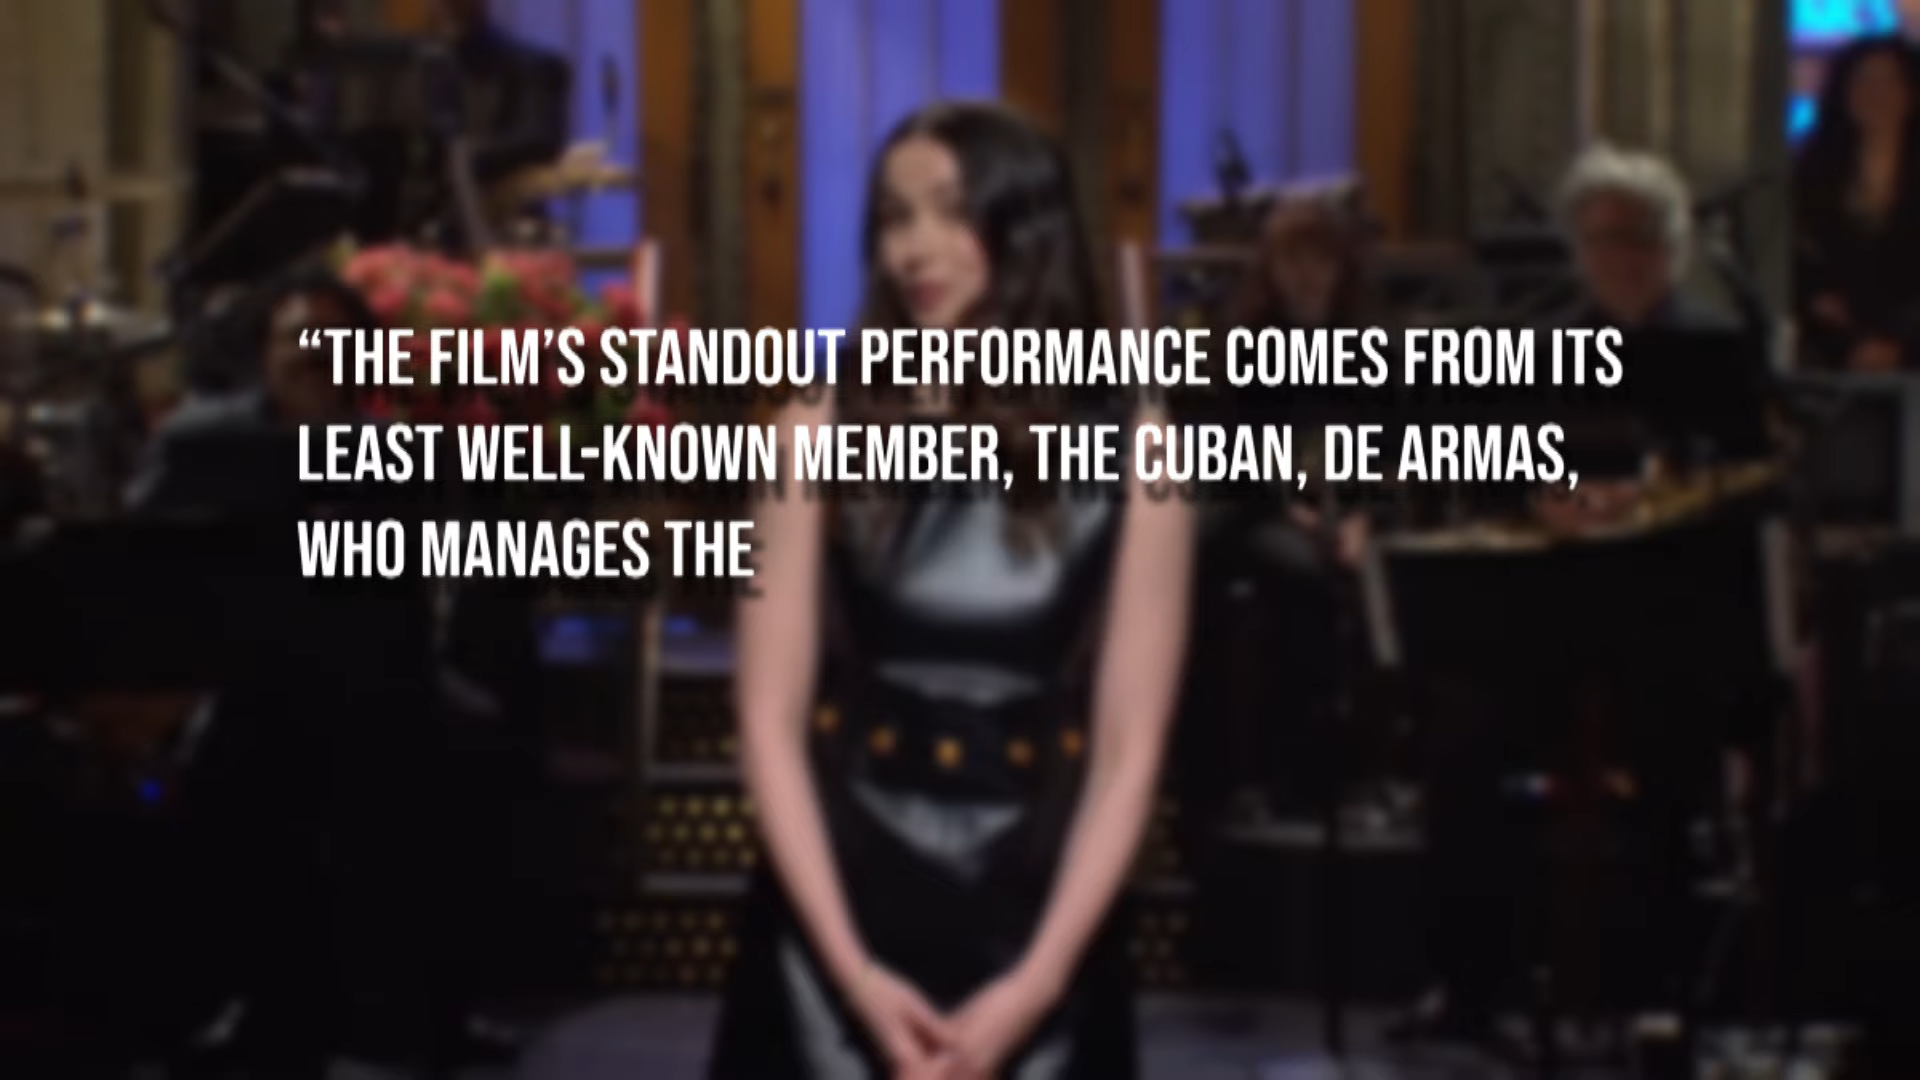 “THE FILM’S STANDOUT PERFORMANCE COMES FROM ITS
LEAST WELL-KNOWN MEMBER, THE CUBAN, DE ARMAS,
WHO MANAGES THE